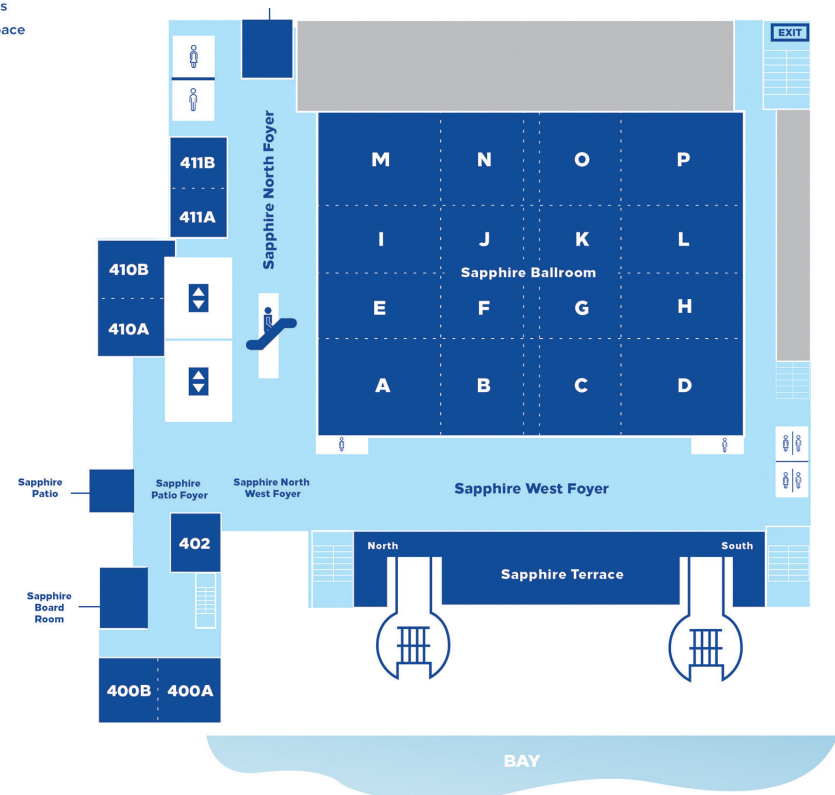 EXIT
Sapphire North Foyer
411B
411A
410B
410A
M N O P
I J K L
Sapphire Ballroom
E F G H
A B C D
Sapphire
Patio
Sapphire
Patio Foyer
Sapphire North
West Foyer
Sapphire West Foyer
402
North
South
Sapphire Terrace
Sapphire
Board
Room
400B 400A
BAY